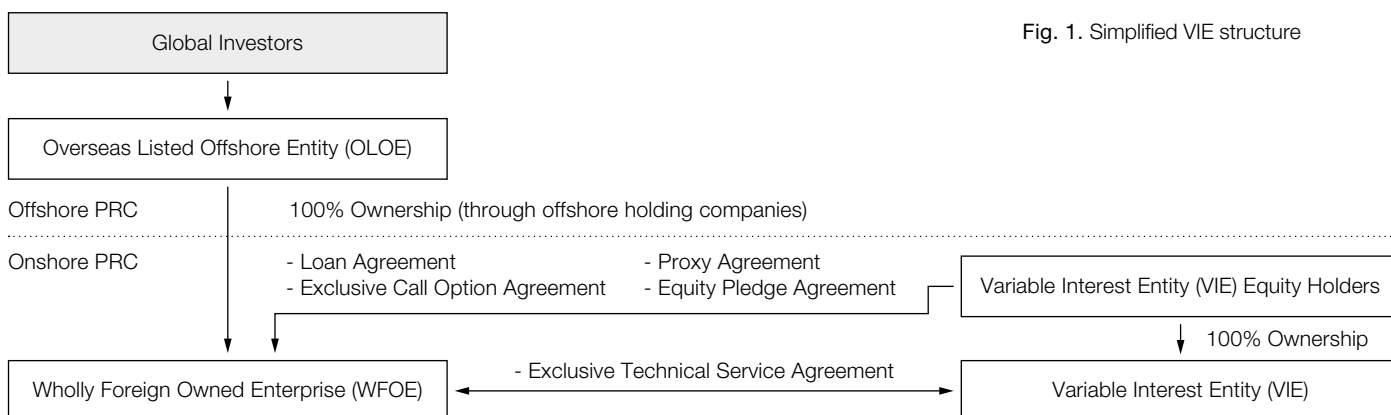 Fig. 1. Simplified VIE structure
Global Investors
Overseas Listed Offshore Entity (OLOE)
Offshore PRC
100% Ownership (through offshore holding companies)
Onshore PRC
- Loan Agreement
- Proxy Agreement
- Exclusive Call Option Agreement
- Equity Pledge Agreement
Variable Interest Entity (VIE) Equity Holders
100% Ownership
Wholly Foreign Owned Enterprise (WFOE)
- Exclusive Technical Service Agreement
Variable Interest Entity (VIE)